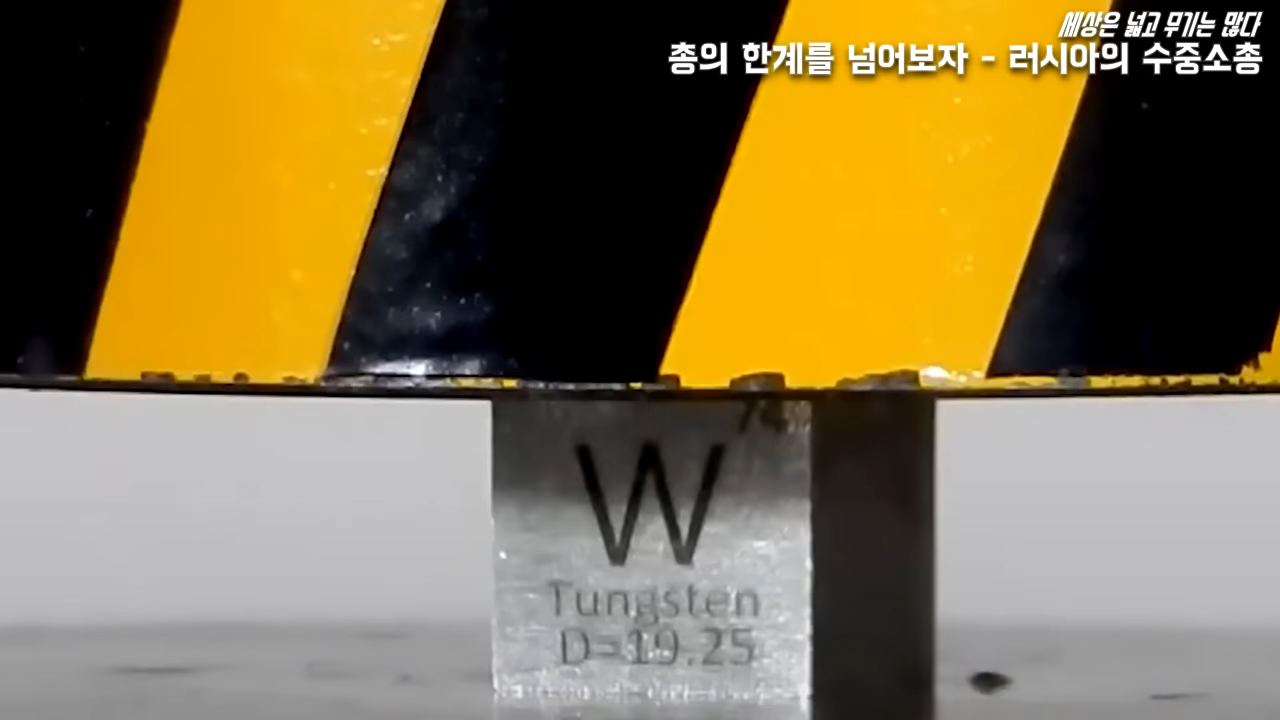 세상은 넓고 무기는 많다
총의 한계를 넘어보자 - 러시아의 수중소총
74
W
Tungsten
D=19.25